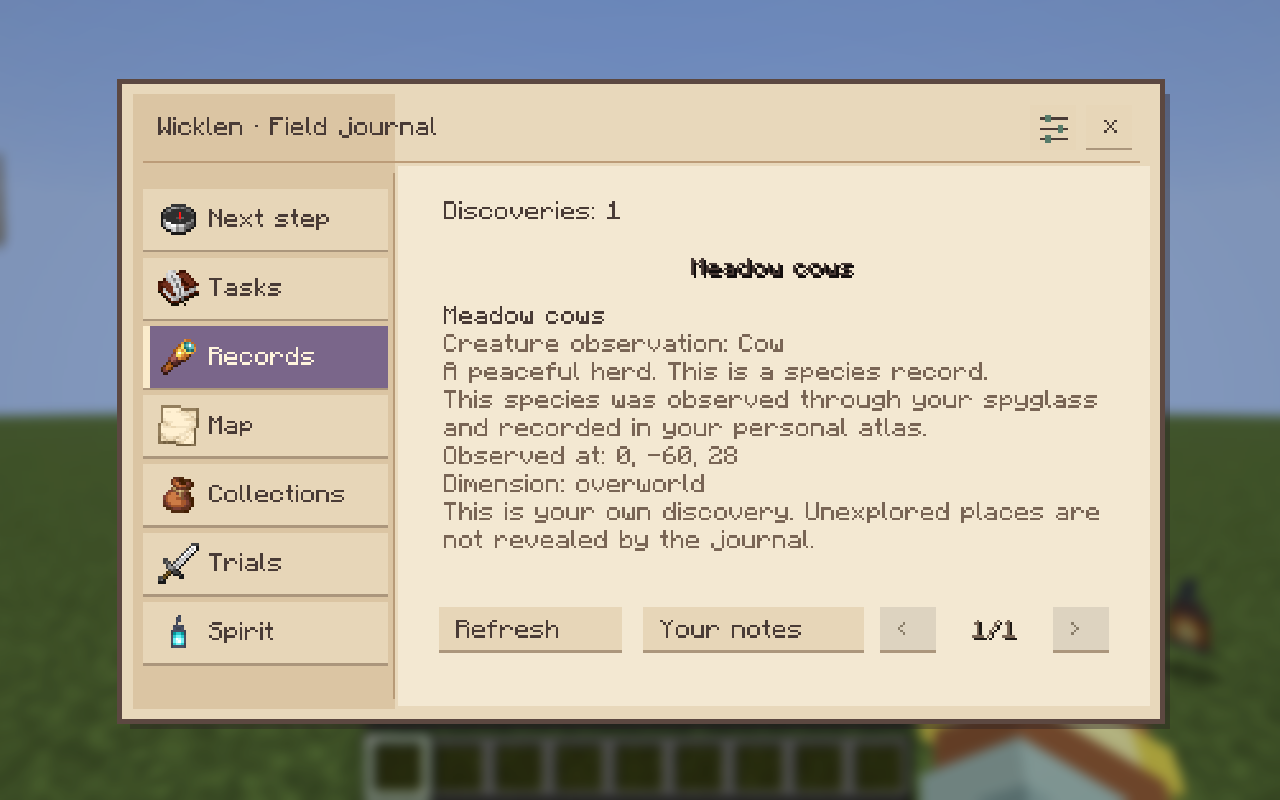 Wicklen · Field journal
×
Next step
Tasks
Records
Map
Collections
Trials
Spirit
Discoveries: 1
Meadow cows
Meadow cows
Creature observation: Cow
A peaceful herd. This is a species record.
This species was observed through your spyglass
and recorded in your personal atlas.
Observed at: 0, -60, 28
Dimension: overworld
This is your own discovery. Unexplored places are
not revealed by the journal.
Refresh
Your notes
<
1/1
>